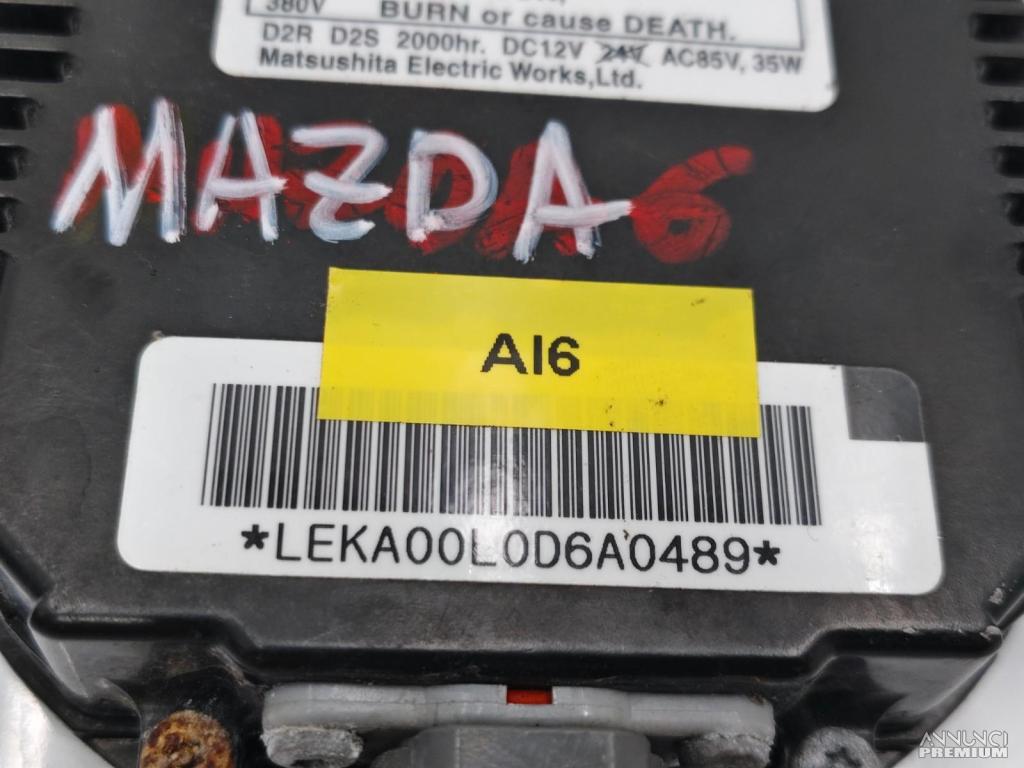 380V BURN or cause DEATH.
D2R D2S 2000hr. DC12V 24V AC85V, 35W
Matsushita Electric Works,Ltd.
MAZDA 6
AI6
*LEKA00L0D6A0489*
ANNUNCI
PREMIUM